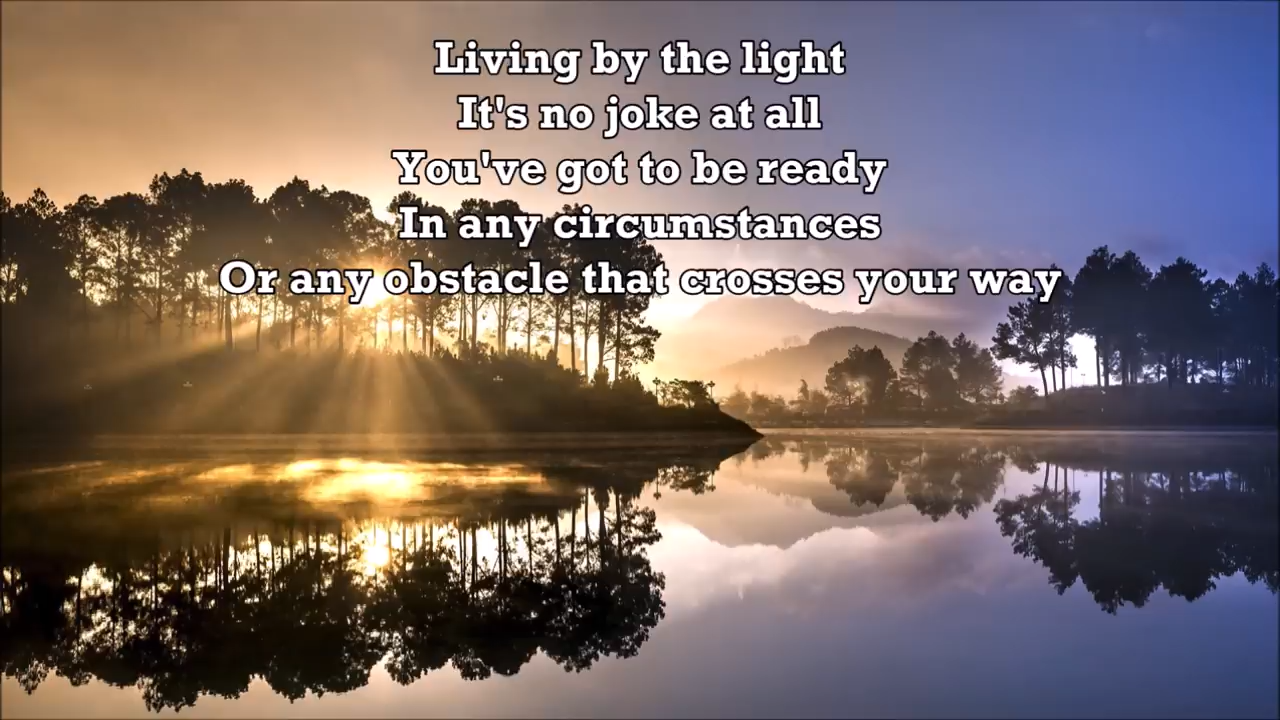 Living by the light
It's no joke at all
You've got to be ready
In any circumstances
Or any obstacle that crosses your way